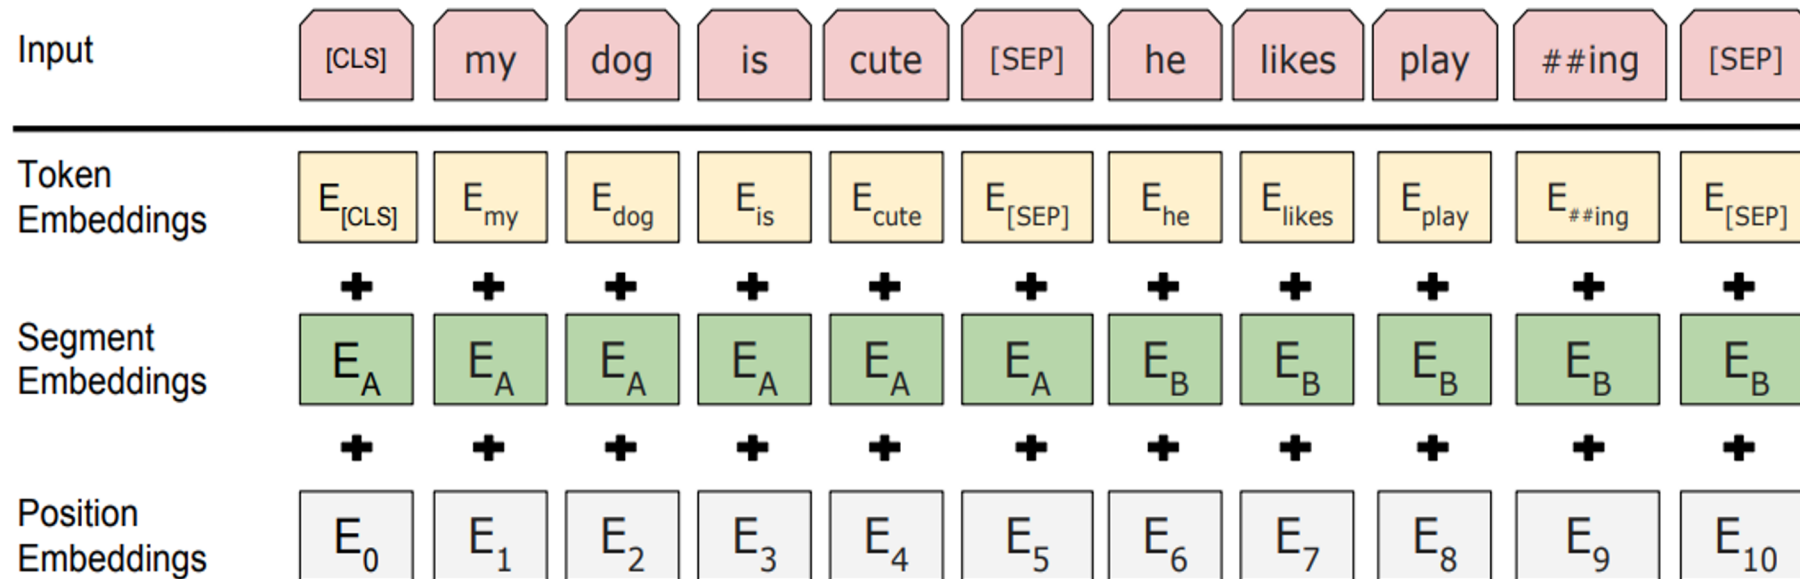 Input [CLS] my dog is cute [SEP] he likes play ##ing [SEP]
Token Embeddings E[CLS] Emy Edog Eis Ecute E[SEP] Ehe Elikes Eplay E##ing E[SEP]
+ + + + + + + + + + +
Segment Embeddings EA EA EA EA EA EA EB EB EB EB EB
+ + + + + + + + + + +
Position Embeddings E0 E1 E2 E3 E4 E5 E6 E7 E8 E9 E10